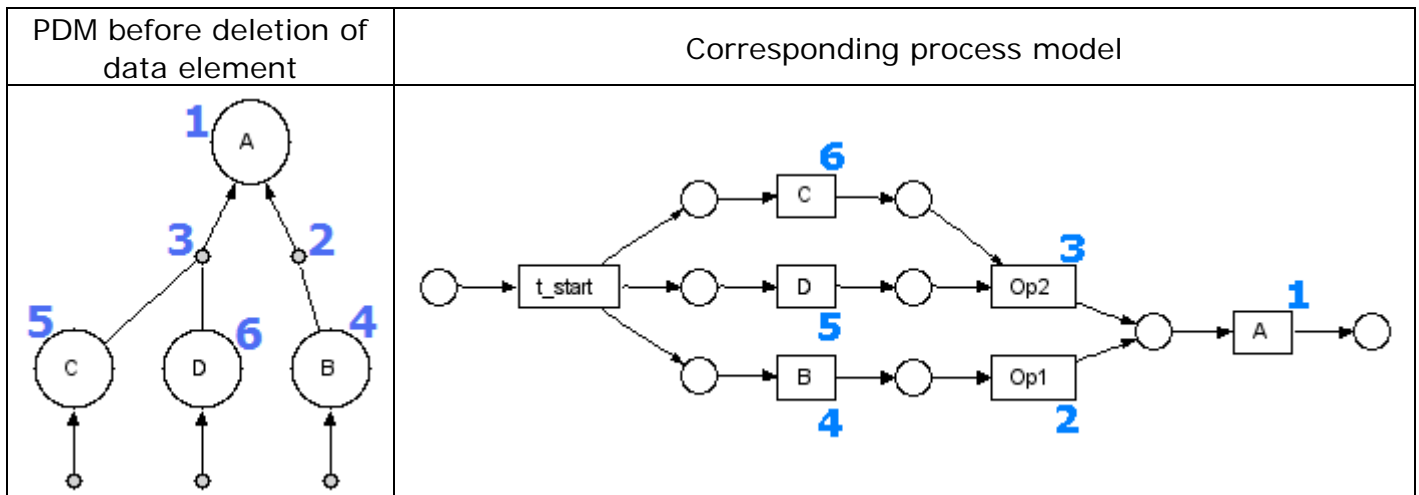 PDM before deletion of
data element
Corresponding process model
1
A
3
2
5
C
6
D
4
B
6
C
t_start
D
5
3
Op2
1
A
B
4
Op1
2